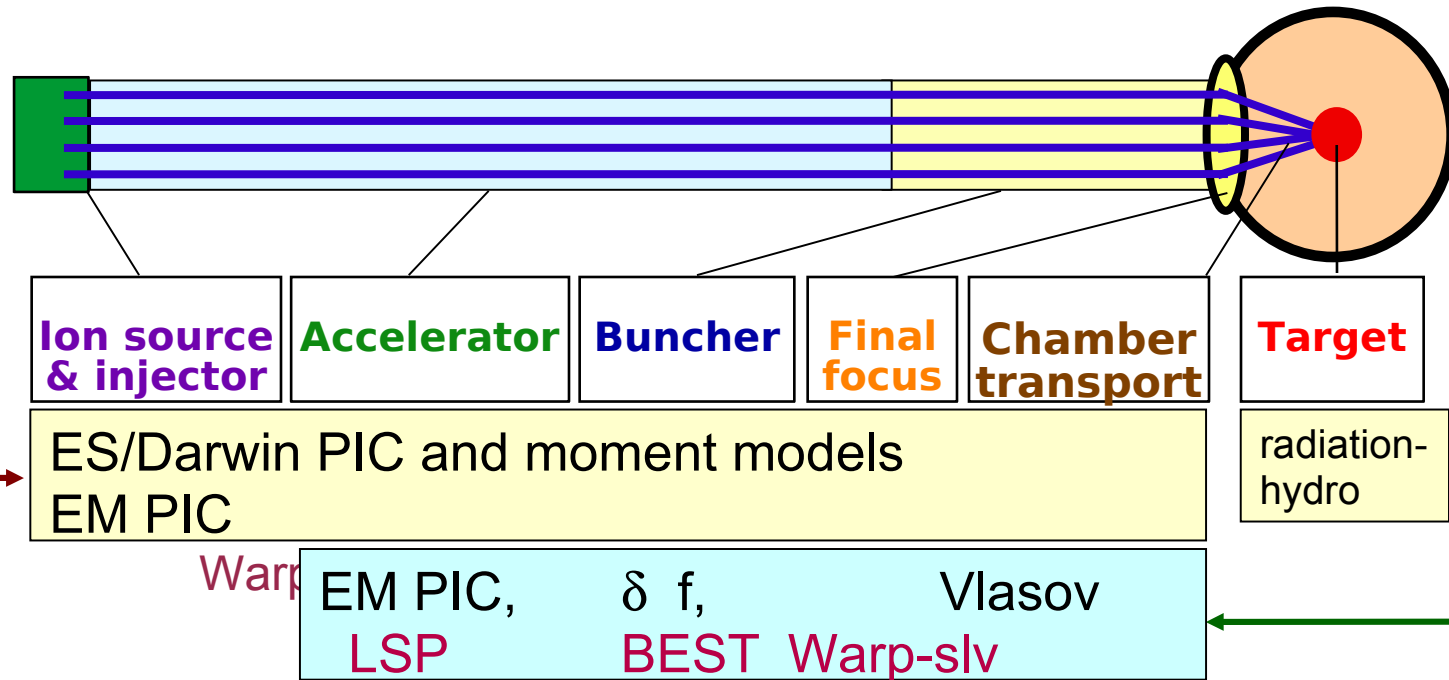 Ion source
& injector
Accelerator
Buncher
Final
focus
Chamber
transport
Target
ES/Darwin PIC and moment models
EM PIC
radiation-
hydro
Warp
EM PIC, δ f, Vlasov
LSP BEST Warp-slv